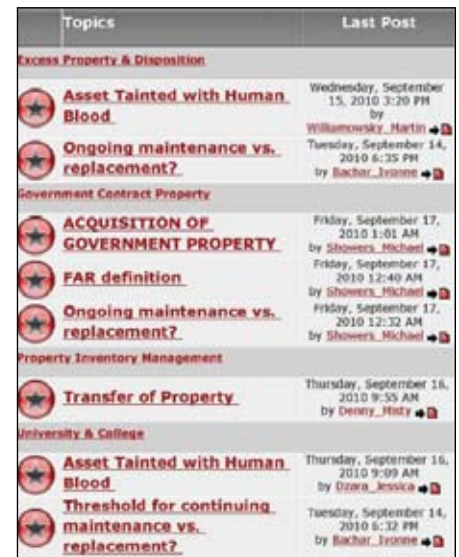 Topics Last Post
Excess Property & Disposition
Asset Tainted with Human
Blood
Wednesday, September
15, 2010 3:20 PM
by
Williamowsky_Martin
Ongoing maintenance vs.
replacement?
Tuesday, September 14,
2010 6:35 PM
by Bachar_Ivonne
Government Contract Property
ACQUISITION OF
GOVERNMENT PROPERTY
Friday, September 17,
2010 1:01 AM
by Showers_Michael
FAR definition
Friday, September 17,
2010 12:40 AM
by Showers_Michael
Ongoing maintenance vs.
replacement?
Friday, September 17,
2010 12:32 AM
by Showers_Michael
Property Inventory Management
Transfer of Property
Thursday, September 16,
2010 9:55 AM
by Denny_Misty
University & College
Asset Tainted with Human
Blood
Thursday, September 16,
2010 9:09 AM
by Dzara_Jessica
Threshold for continuing
maintenance vs.
replacement?
Tuesday, September 14,
2010 6:32 PM
by Bachar_Ivonne